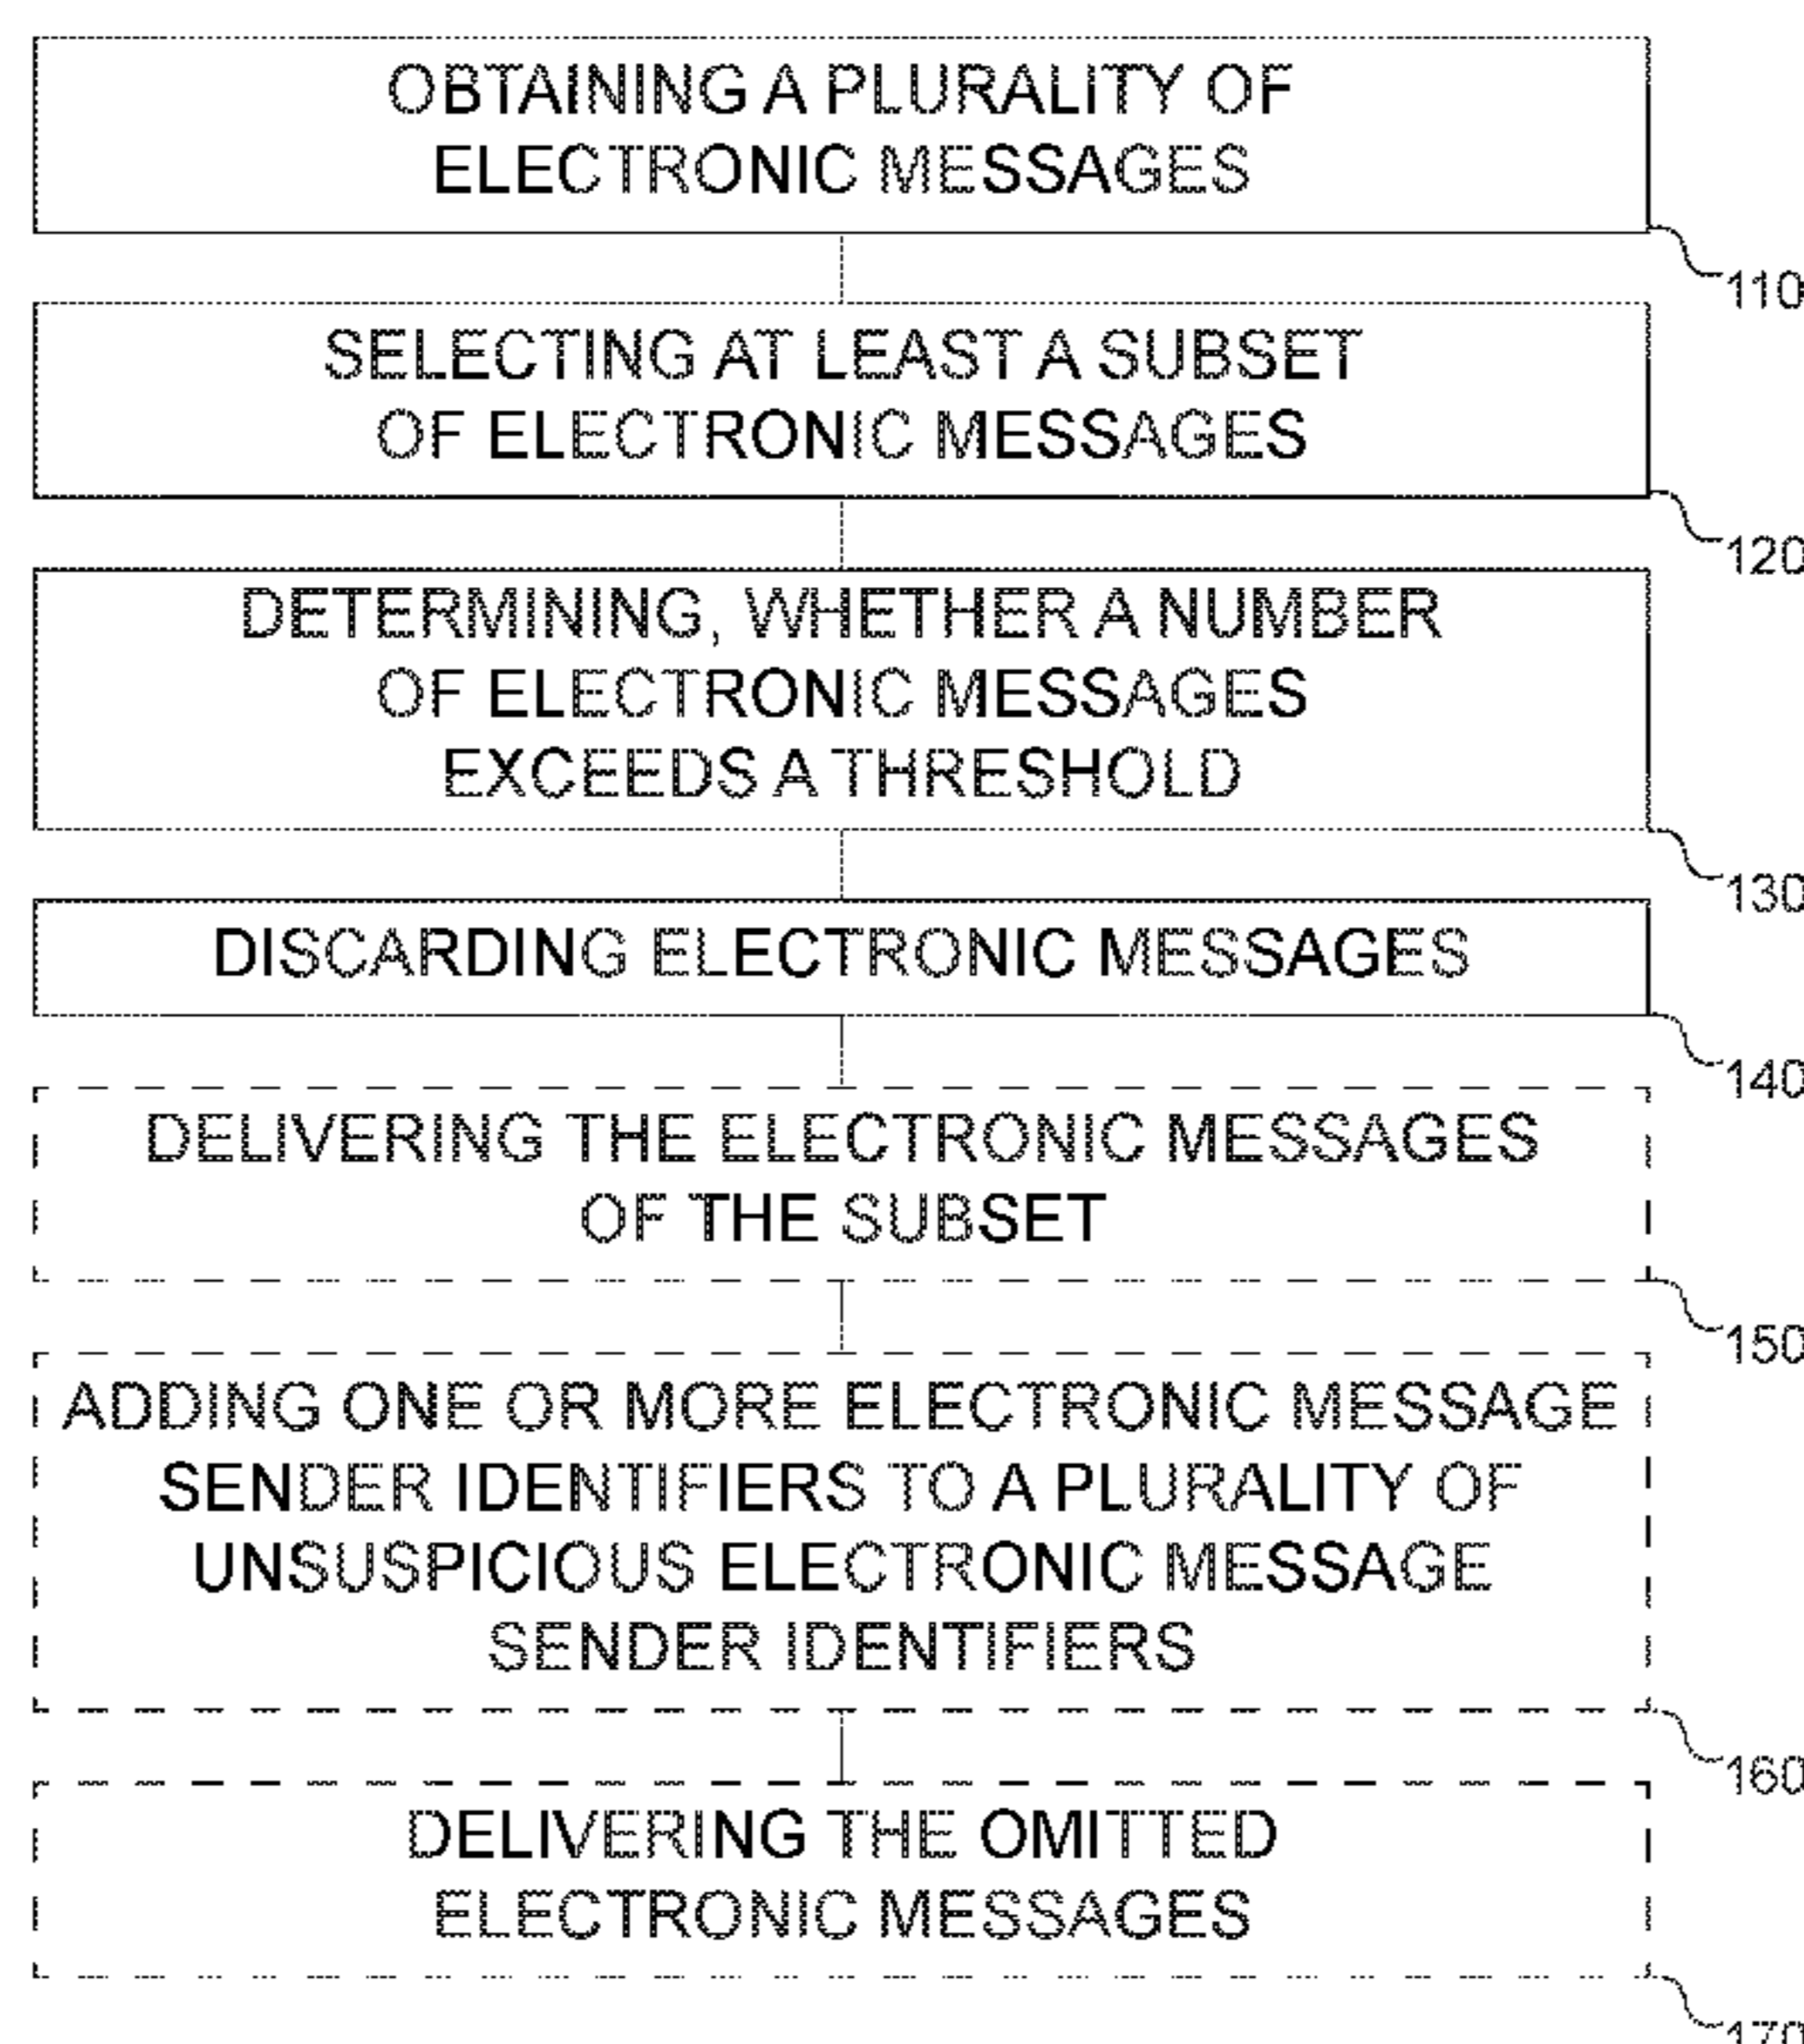 OBTAINING A PLURALITY OF
ELECTRONIC MESSAGES
110
SELECTING AT LEAST A SUBSET
OF ELECTRONIC MESSAGES
120
DETERMINING, WHETHER A NUMBER
OF ELECTRONIC MESSAGES
EXCEEDS A THRESHOLD
130
DISCARDING ELECTRONIC MESSAGES
140
DELIVERING THE ELECTRONIC MESSAGES
OF THE SUBSET
150
ADDING ONE OR MORE ELECTRONIC MESSAGE
SENDER IDENTIFIERS TO A PLURALITY OF
UNSUSPICIOUS ELECTRONIC MESSAGE
SENDER IDENTIFIERS
160
DELIVERING THE OMITTED
ELECTRONIC MESSAGES
170